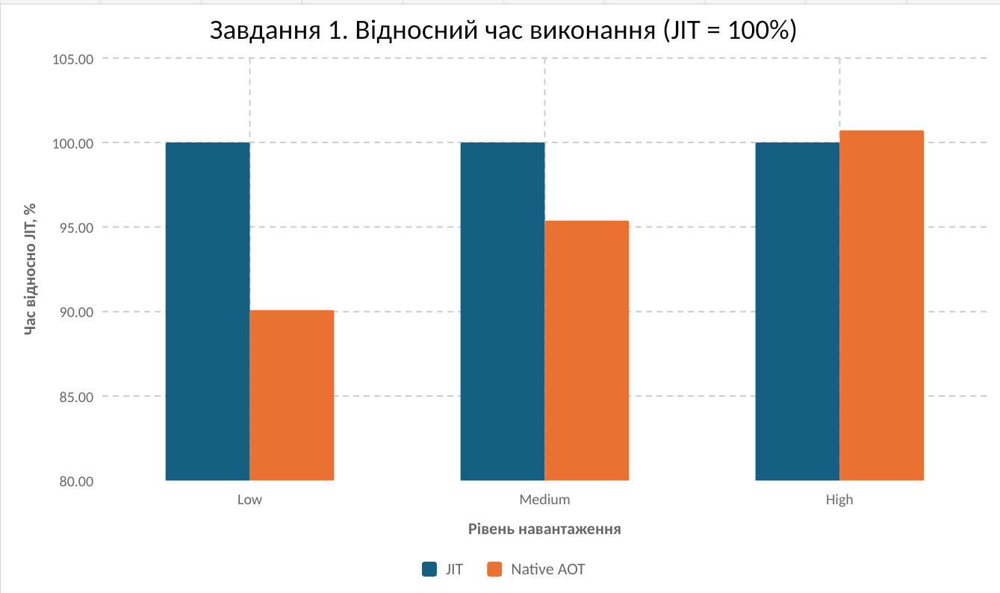 Завдання 1. Відносний час виконання (JIT = 100%)
105.00
100.00
95.00
90.00
85.00
80.00
Час відносно JIT, %
Low Medium High
Рівень навантаження
JIT Native AOT